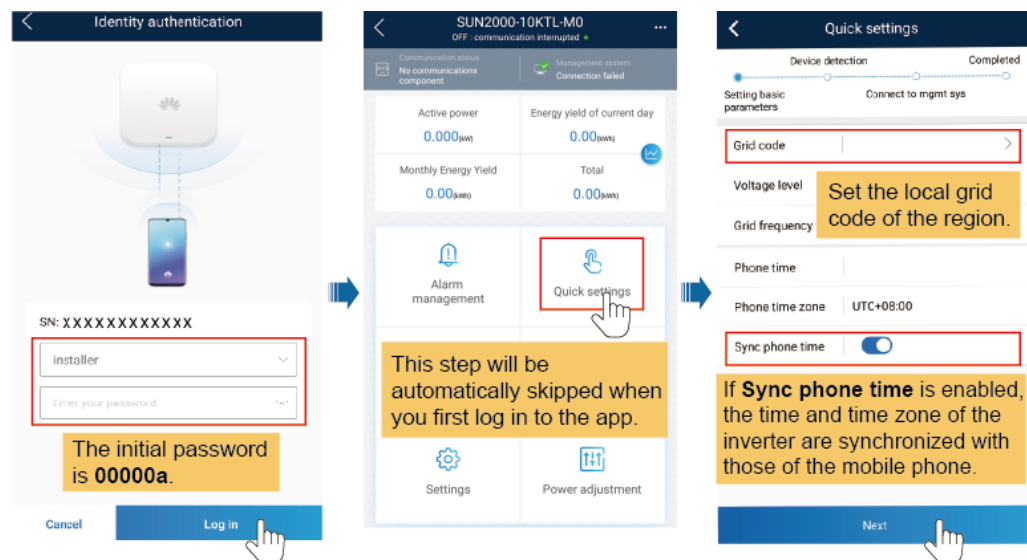 Identity authentication
SN: XXXXXXXXXXXX
installer
Enter your password.
The initial password
is 00000a.
Cancel
Log in
SUN2000-10KTL-M0
OFF : communication interrupted
Communication status
No communications
component
Management system
Connection failed
Active power
0.000(kW)
Energy yield of current day
0.00(kWh)
Monthly Energy Yield
0.00(kWh)
Total
0.00(kWh)
Alarm
management
Quick settings
This step will be
automatically skipped when
you first log in to the app.
Settings
Power adjustment
Quick settings
Device detection
Completed
Setting basic
parameters
Connect to mgmt sys
Grid code
Voltage level
Set the local grid
code of the region.
Grid frequency
Phone time
Phone time zone
UTC+08:00
Sync phone time
If Sync phone time is enabled,
the time and time zone of the
inverter are synchronized with
those of the mobile phone.
Next